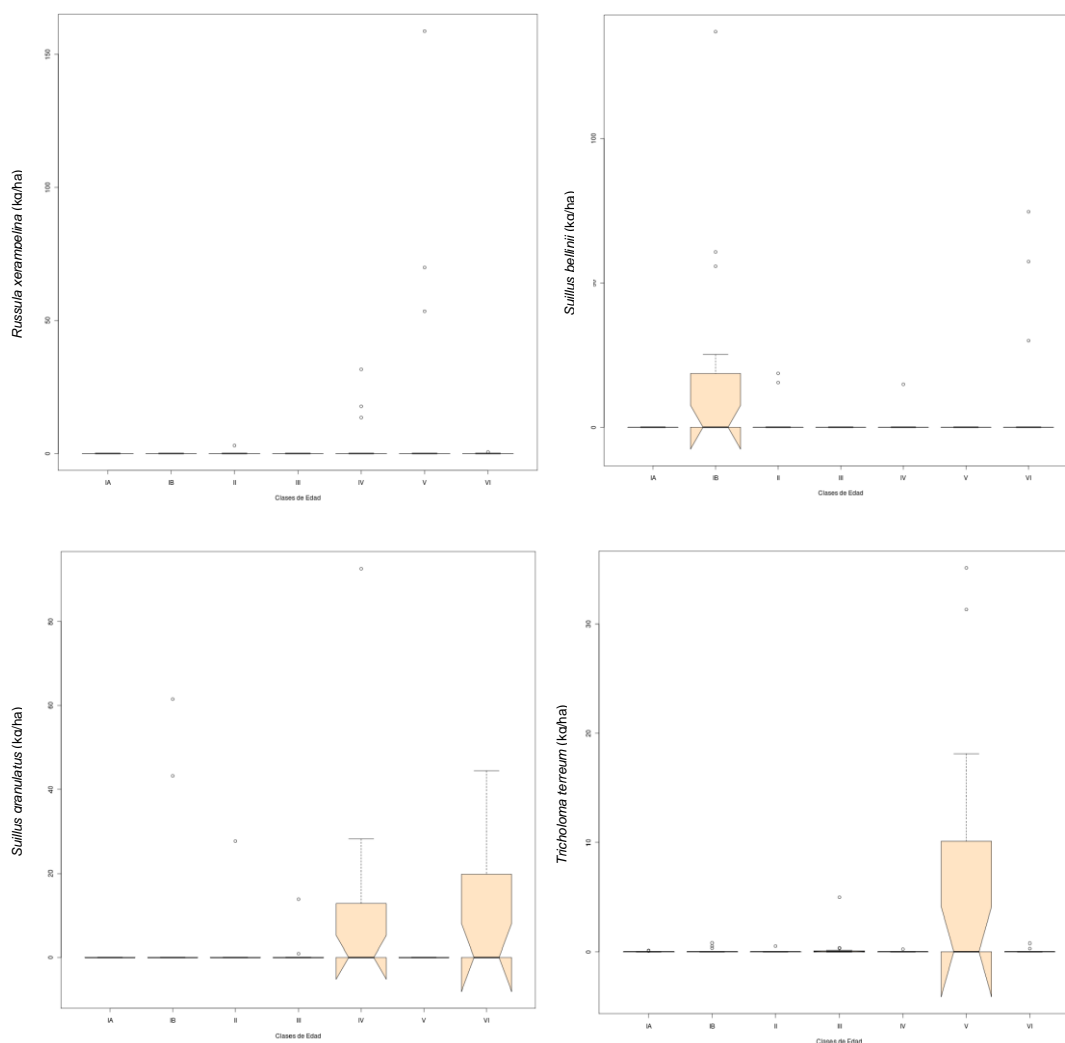 Russula xerampelina (kg/ha)
150
100
50
0
IA IB II III IV V VI
Clases de Edad
Suillus bellinii (kg/ha)
100
50
0
IA IB II III IV V VI
Clases de Edad
Suillus granulatus (kg/ha)
80
60
40
20
0
IA IB II III IV V VI
Clases de Edad
Tricholoma terreum (kg/ha)
30
20
10
0
IA IB II III IV V VI
Clases de Edad